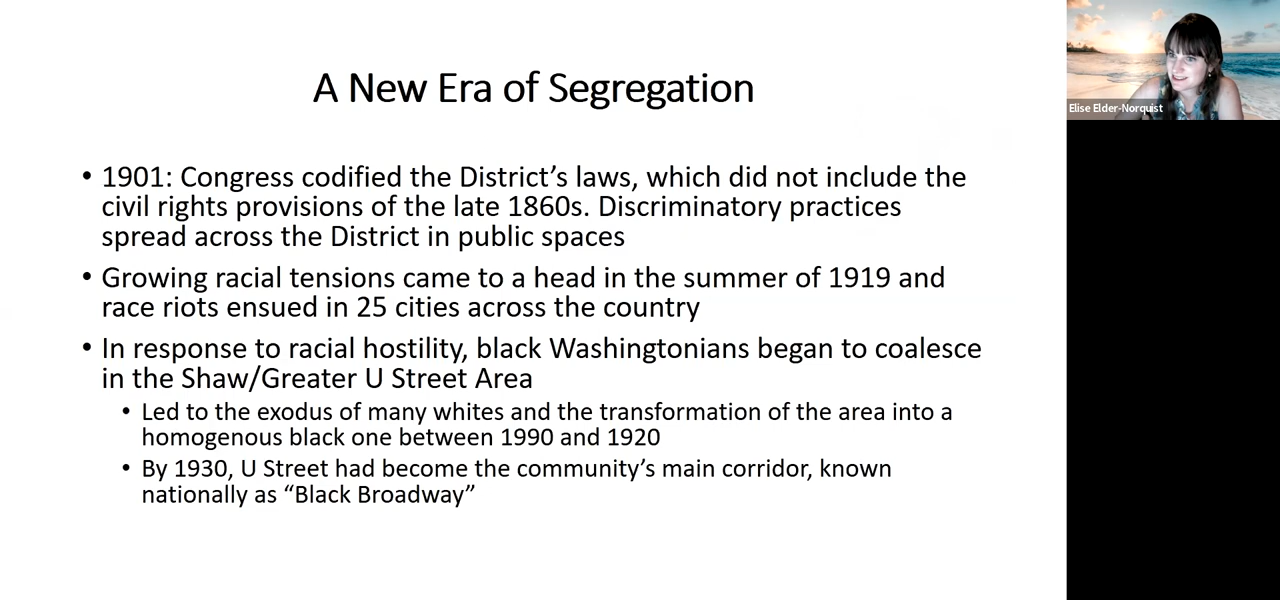 A New Era of Segregation
• 1901: Congress codified the District’s laws, which did not include the
civil rights provisions of the late 1860s. Discriminatory practices
spread across the District in public spaces
• Growing racial tensions came to a head in the summer of 1919 and
race riots ensued in 25 cities across the country
• In response to racial hostility, black Washingtonians began to coalesce
in the Shaw/Greater U Street Area
• Led to the exodus of many whites and the transformation of the area into a
homogenous black one between 1990 and 1920
• By 1930, U Street had become the community’s main corridor, known
nationally as “Black Broadway”
Elise Elder-Norquist